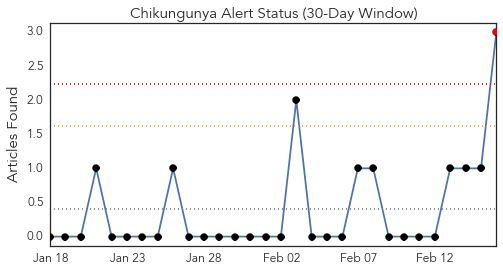 Chikungunya Alert Status (30-Day Window)
Articles Found
3.0
2.5
2.0
1.5
1.0
0.5
0.0
Jan 18 Jan 23 Jan 28 Feb 02 Feb 07 Feb 12